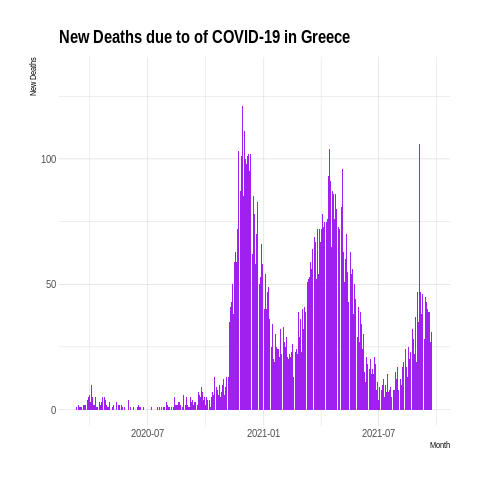 New Deaths due to of COVID-19 in Greece
New Deaths
100
50
0
2020-07
2021-01
2021-07
Month